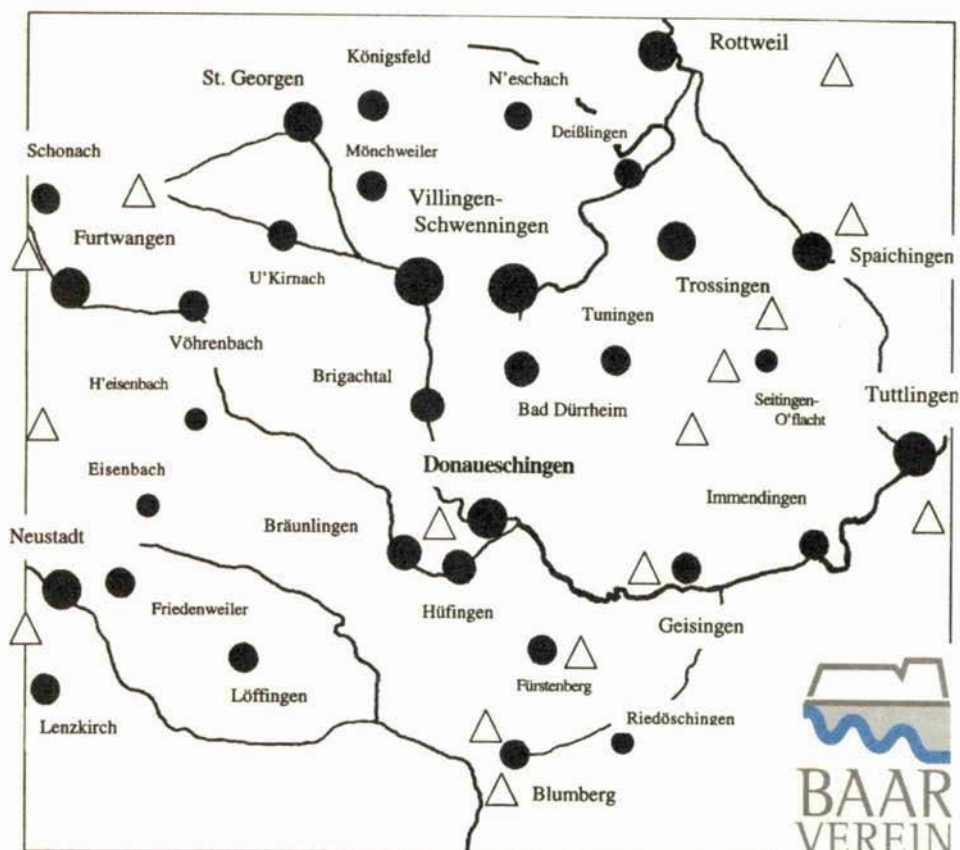 Rottweil
Königsfeld
St. Georgen
N'eschach
Deißlingen
Schonach
Mönchweiler
Villingen-
Schwenningen
Furtwangen
U'Kirnach
Spaichingen
Trossingen
Tuningen
Vöhrenbach
Brigachtal
H'eisenbach
Bad Dürrheim
Seitingen-
O'flacht
Tuttlingen
Donaueschingen
Eisenbach
Immendingen
Bräunlingen
Neustadt
Friedenweiler
Hüfingen
Geisingen
Fürstenberg
Löffingen
Lenzkirch
Riedöschingen
Blumberg
BAAR
VEREIN